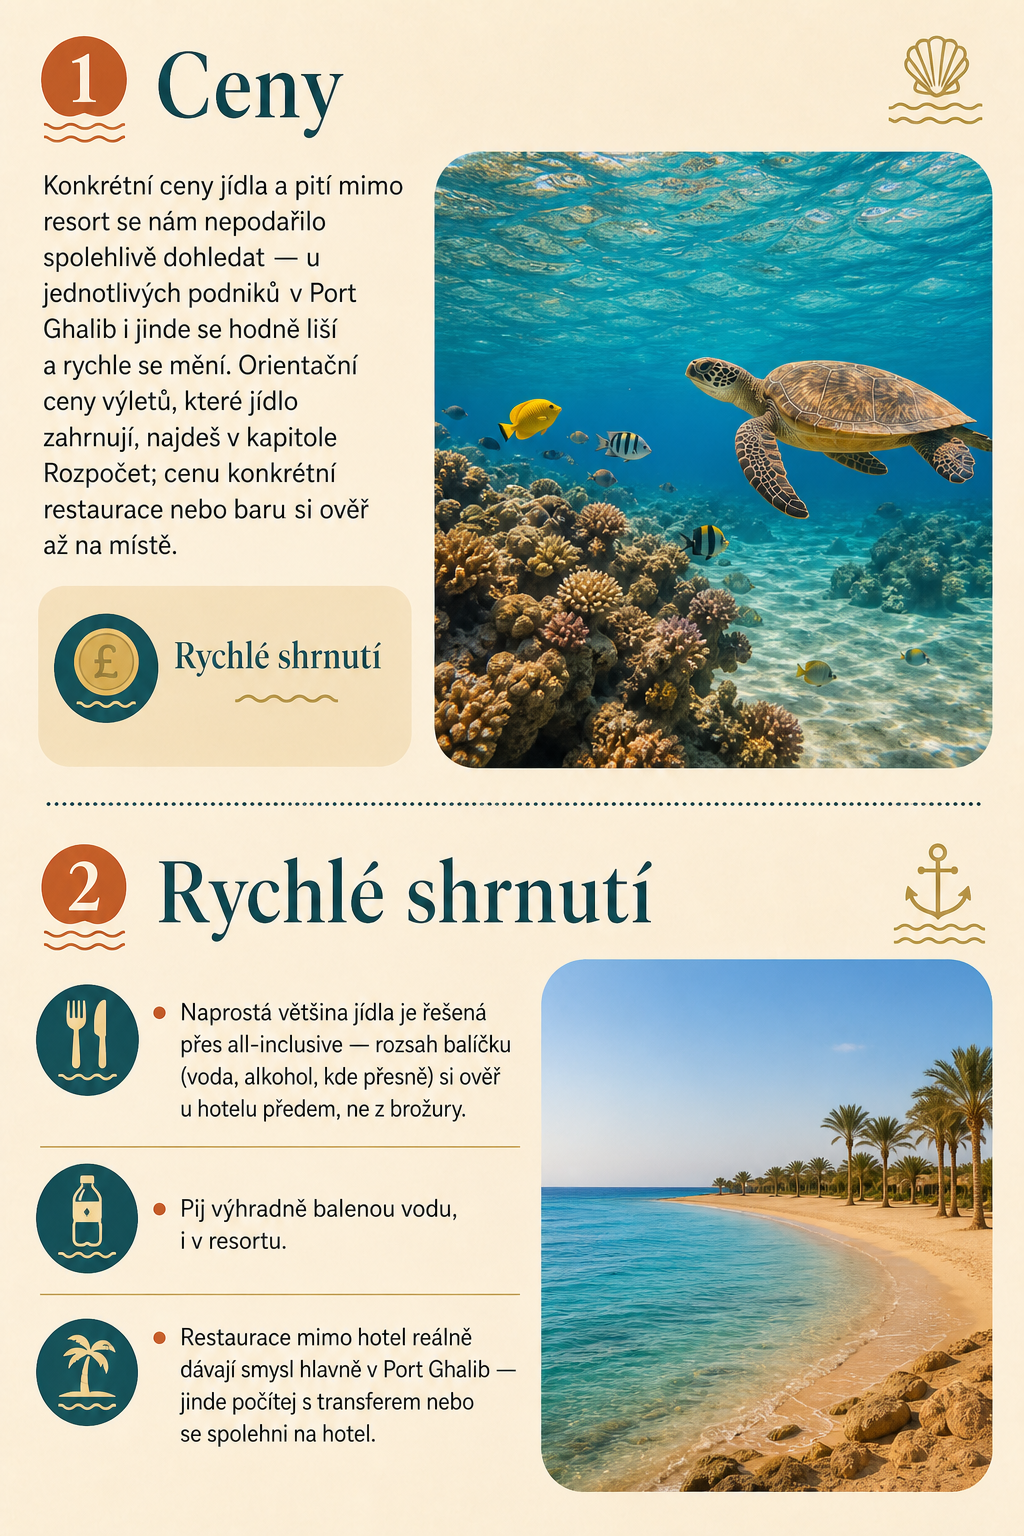 1 Ceny
Konkrétní ceny jídla a pití mimo
resort se nám nepodařilo
spolehlivě dohledat — u
jednotlivých podniků v Port
Ghalib i jinde se hodně liší
a rychle se mění. Orientační
ceny výletů, které jídlo
zahrnují, najdeš v kapitole
Rozpočet; cenu konkrétní
restaurace nebo baru si ověř
až na místě.
£
Rychlé shrnutí
2 Rychlé shrnutí
• Naprostá většina jídla je řešená
přes all-inclusive — rozsah balíčku
(voda, alkohol, kde přesně) si ověř
u hotelu předem, ne z brožury.
• Pij výhradně balenou vodu,
i v resortu.
• Restaurace mimo hotel reálně
dávají smysl hlavně v Port Ghalib —
jinde počítej s transferem nebo
se spolehni na hotel.